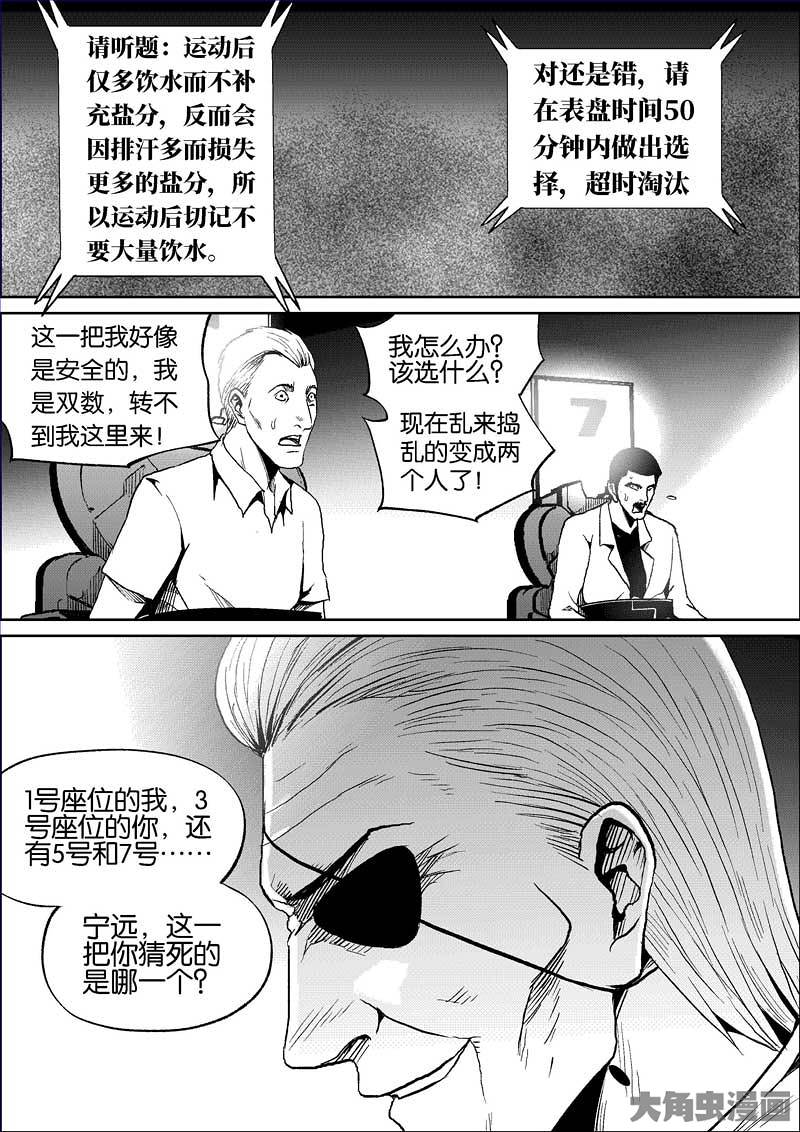 请听题：运动后
仅多饮水而不补
充盐分，反而会
因排汗多而损失
更多的盐分，所
以运动后切记不
要大量饮水。
对还是错，请
在表盘时间50
分钟内做出选
择，超时淘汰
这一把我好像
是安全的，我
是双数，转不
到我这里来！
我怎么办？
该选什么？
现在乱来捣
乱的变成两
个人了！
7
1号座位的我，3
号座位的你，还
有5号和7号……
宁远，这一
把你猜死的
是哪一个？
大角虫漫画